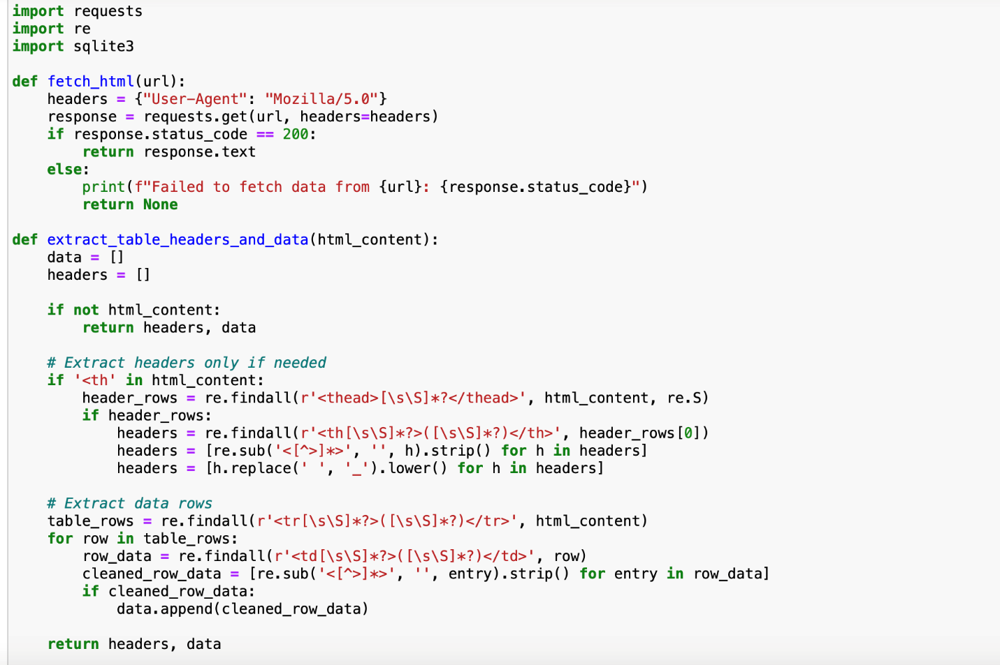 import requests
import re
import sqlite3
def fetch_html(url):
    headers = {"User-Agent": "Mozilla/5.0"}
    response = requests.get(url, headers=headers)
    if response.status_code == 200:
        return response.text
    else:
        print(f"Failed to fetch data from {url}: {response.status_code}")
        return None
def extract_table_headers_and_data(html_content):
    data = []
    headers = []
    if not html_content:
        return headers, data
    # Extract headers only if needed
    if '<th' in html_content:
        header_rows = re.findall(r'<thead>[\s\S]*?</thead>', html_content, re.S)
        if header_rows:
            headers = re.findall(r'<th[\s\S]*?>([\s\S]*?)</th>', header_rows[0])
            headers = [re.sub('<[^>]*>', '', h).strip() for h in headers]
            headers = [h.replace(' ', '_').lower() for h in headers]
    # Extract data rows
    table_rows = re.findall(r'<tr[\s\S]*?>([\s\S]*?)</tr>', html_content)
    for row in table_rows:
        row_data = re.findall(r'<td[\s\S]*?>([\s\S]*?)</td>', row)
        cleaned_row_data = [re.sub('<[^>]*>', '', entry).strip() for entry in row_data]
        if cleaned_row_data:
            data.append(cleaned_row_data)
    return headers, data